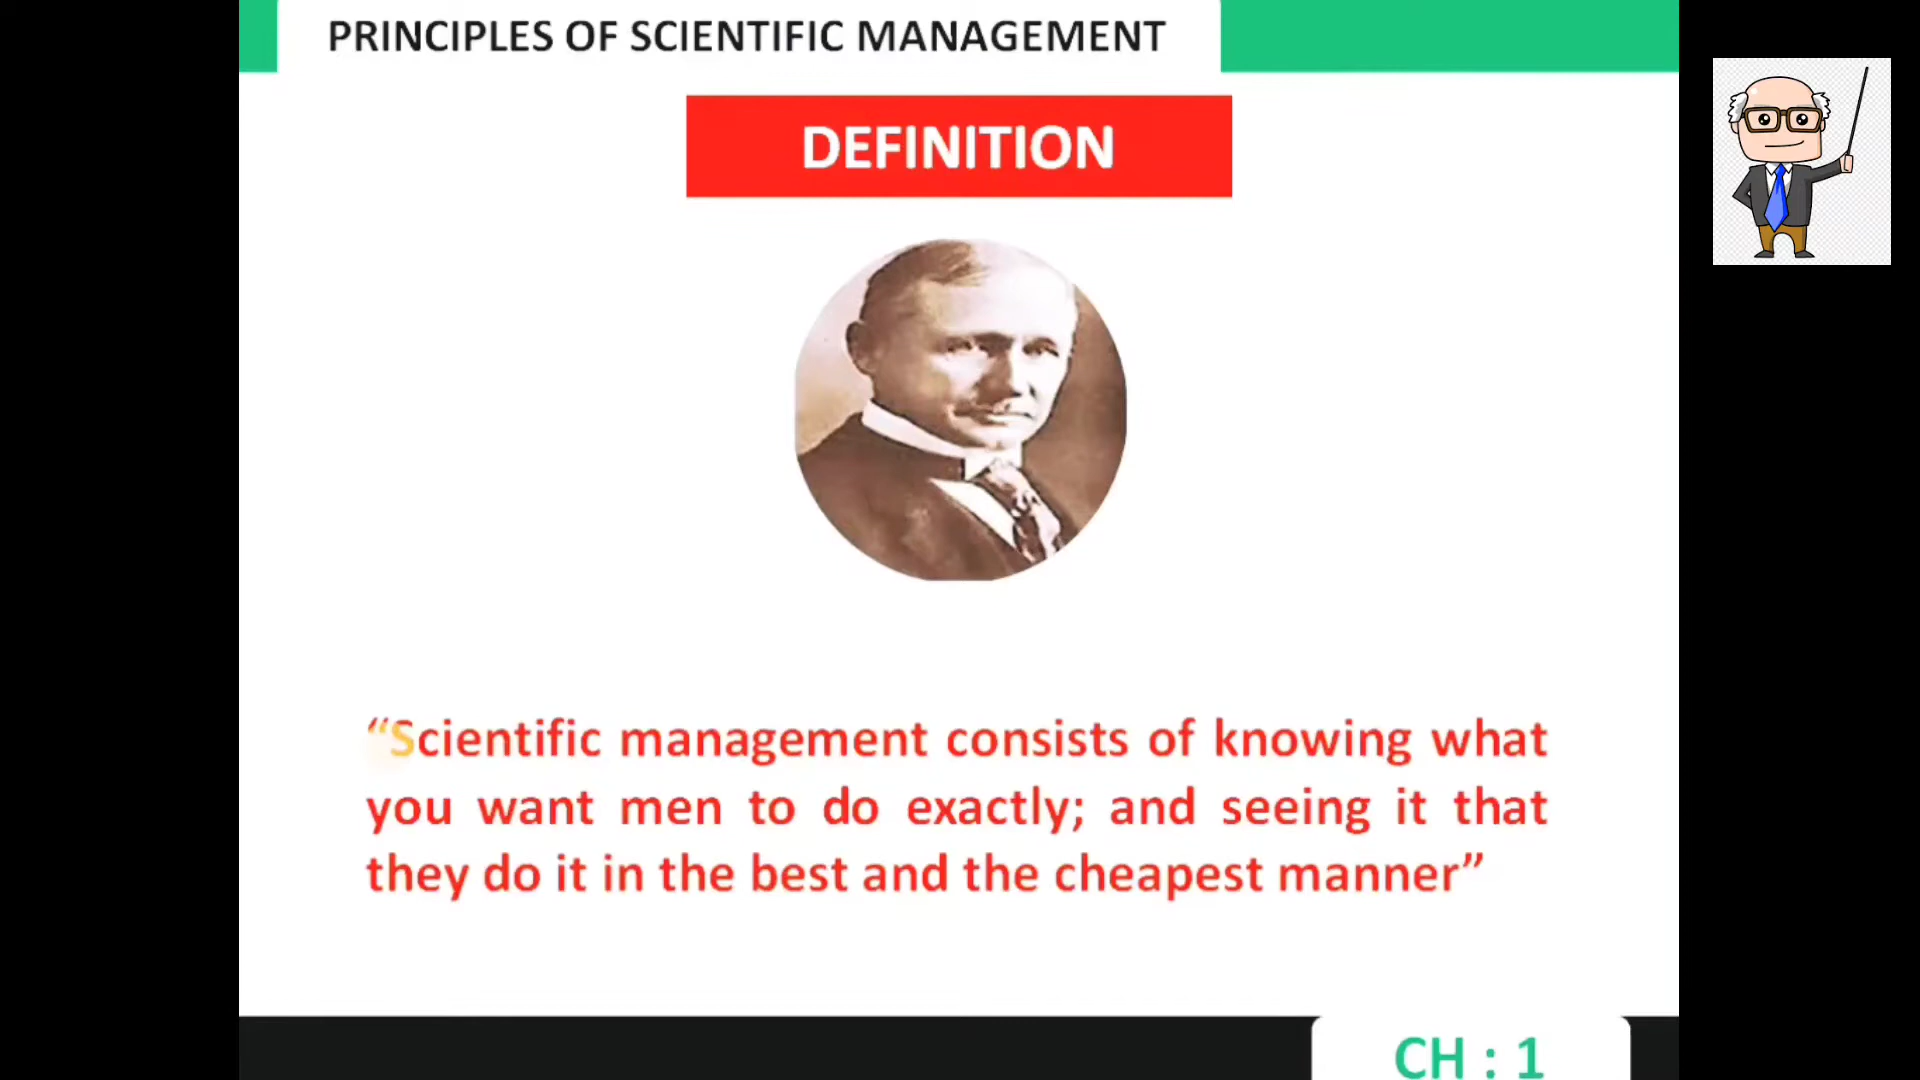 PRINCIPLES OF SCIENTIFIC MANAGEMENT
DEFINITION
“Scientific management consists of knowing what
you want men to do exactly; and seeing it that
they do it in the best and the cheapest manner”
CH : 1